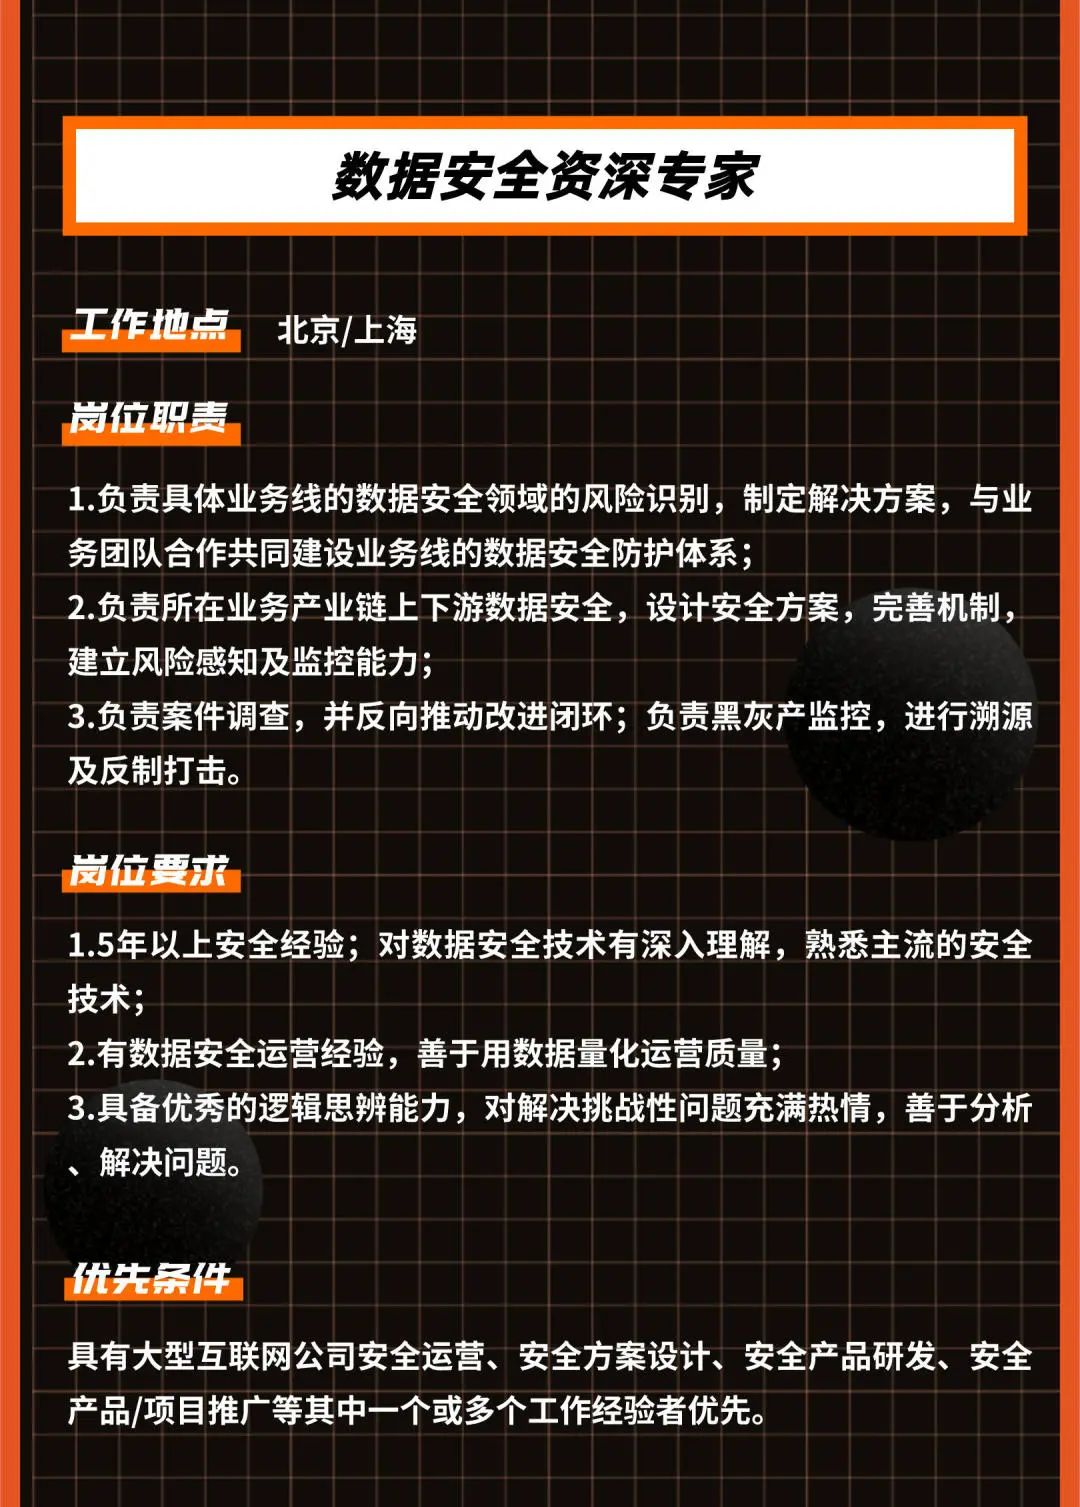 数据安全资深专家
工作地点 北京/上海
岗位职责
1.负责具体业务线的数据安全领域的风险识别，制定解决方案，与业
务团队合作共同建设业务线的数据安全防护体系；
2.负责所在业务产业链上下游数据安全，设计安全方案，完善机制，
建立风险感知及监控能力；
3.负责案件调查，并反向推动改进闭环；负责黑灰产监控，进行溯源
及反制打击。
岗位要求
1.5年以上安全经验；对数据安全技术有深入理解，熟悉主流的安全
技术；
2.有数据安全运营经验，善于用数据量化运营质量；
3.具备优秀的逻辑思辨能力，对解决挑战性问题充满热情，善于分析
、解决问题。
优先条件
具有大型互联网公司安全运营、安全方案设计、安全产品研发、安全
产品/项目推广等其中一个或多个工作经验者优先。